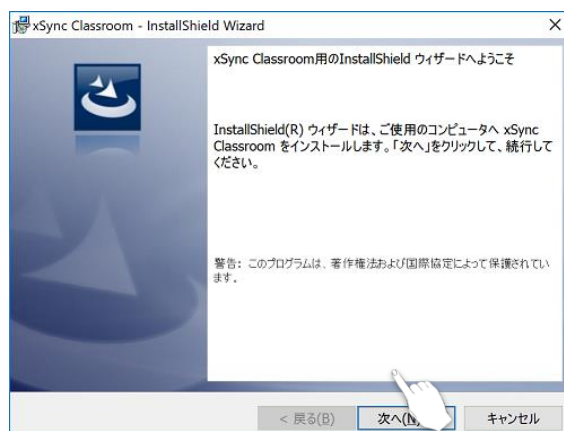 xSync Classroom - InstallShield Wizard
xSync Classroom用のInstallShield ウィザードへようこそ
InstallShield(R) ウィザードは、ご使用のコンピュータへ xSync
Classroom をインストールします。「次へ」をクリックして、続行して
ください。
警告: このプログラムは、著作権法および国際協定によって保護されてい
ます。
< 戻る(B) 次へ(N) キャンセル